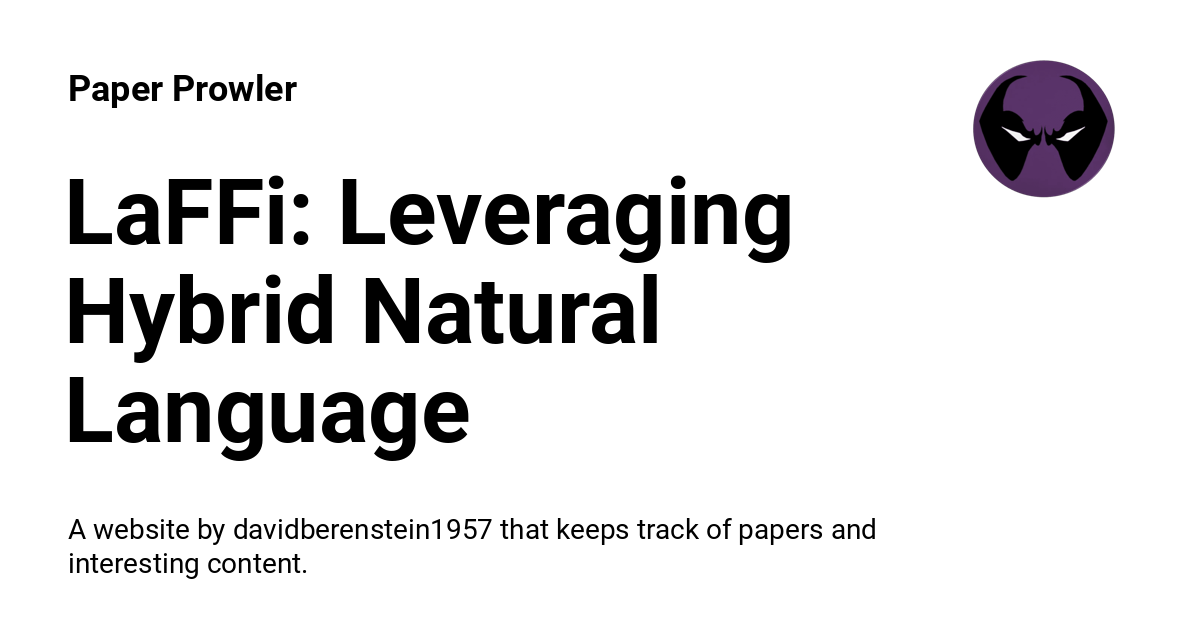 Paper Prowler
LaFFi: Leveraging
Hybrid Natural
Language
A website by davidberenstein1957 that keeps track of papers and
interesting content.